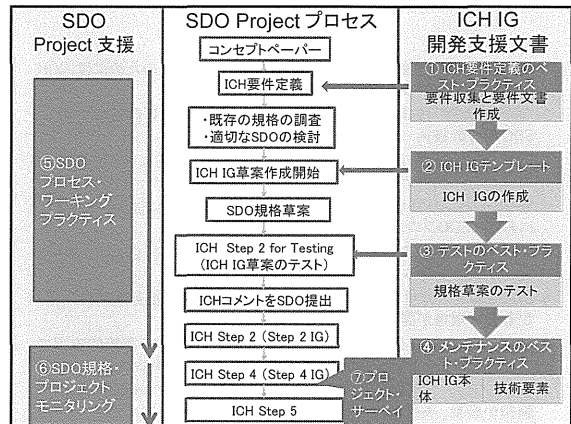 SDO
Project 支援
SDO Project プロセス
ICH IG
開発支援文書
⑤SDO
プロセス・
ワーキング
プラクティス
⑥SDO規格・
プロジェクト
モニタリング
コンセプトペーパー
ICH要件定義
・既存の規格の調査
・適切なSDOの検討
ICH IG草案作成開始
SDO規格草案
ICH Step 2 for Testing
(ICH IG草案のテスト)
ICHコメントをSDO提出
ICH Step 2 (Step 2 IG)
ICH Step 4 (Step 4 IG)
ICH Step 5
⑦プロ
ジェクト・
サーベイ
①ICH要件定義のベ
スト・プラクティス
要件収集と要件文書
作成
② ICH IGテンプレート
ICH IGの作成
③ テストのベスト・プラ
クティス
規格草案のテスト
④ メンテナンスのベス
ト・プラクティス
ICH IG本
体
技術要素